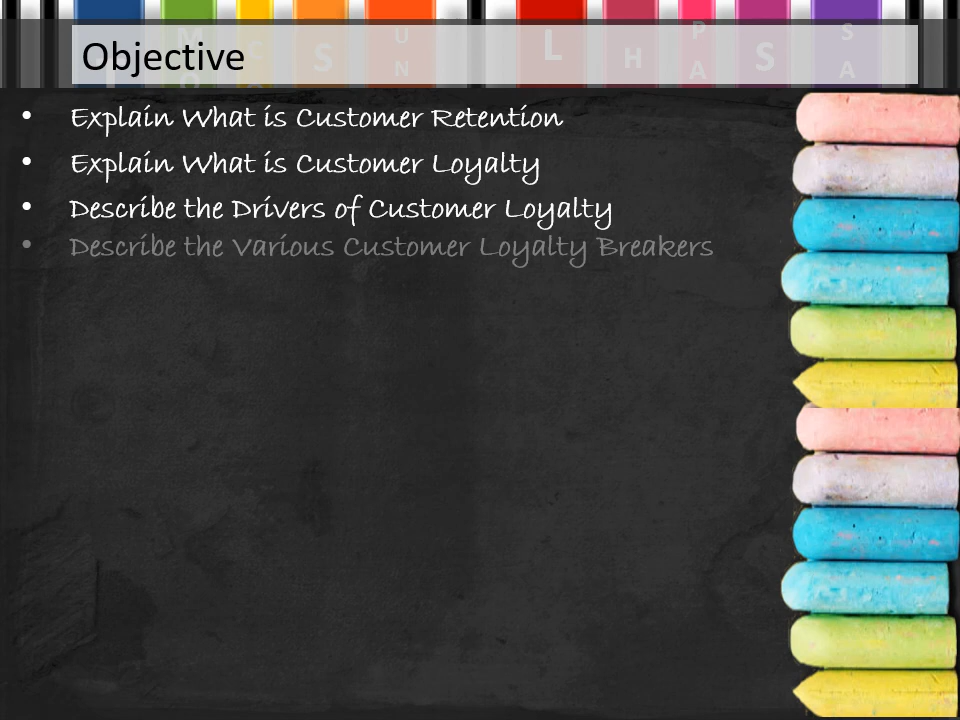 Objective
• Explain What is Customer Retention
• Explain What is Customer Loyalty
• Describe the Drivers of Customer Loyalty
• Describe the Various Customer Loyalty Breakers